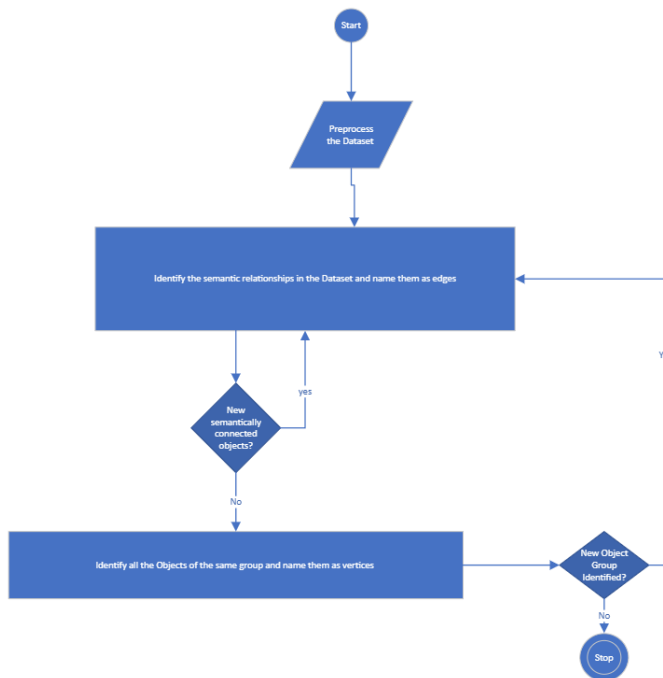 Start
Preprocess
the Dataset
Identify the semantic relationships in the Dataset and name them as edges
yes
New
semantically
connected
objects?
No
Identify all the Objects of the same group and name them as vertices
New Object
Group
Identified?
Y
No
Stop